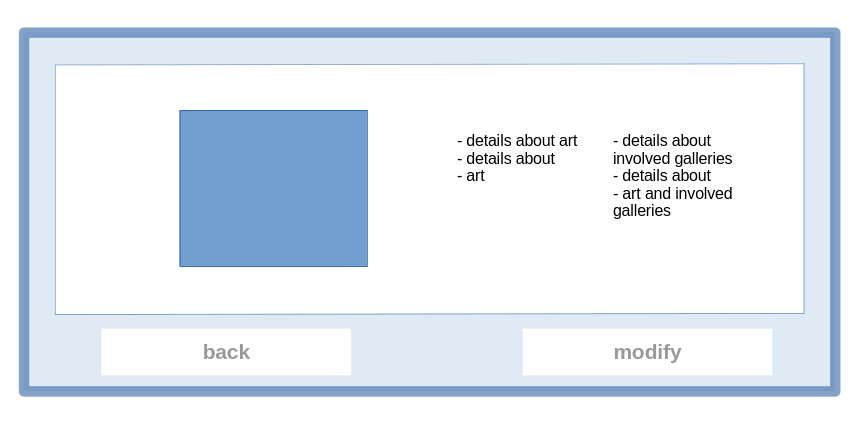 - details about art
- details about
- art
- details about
involved galleries
- details about
- art and involved
galleries
back
modify